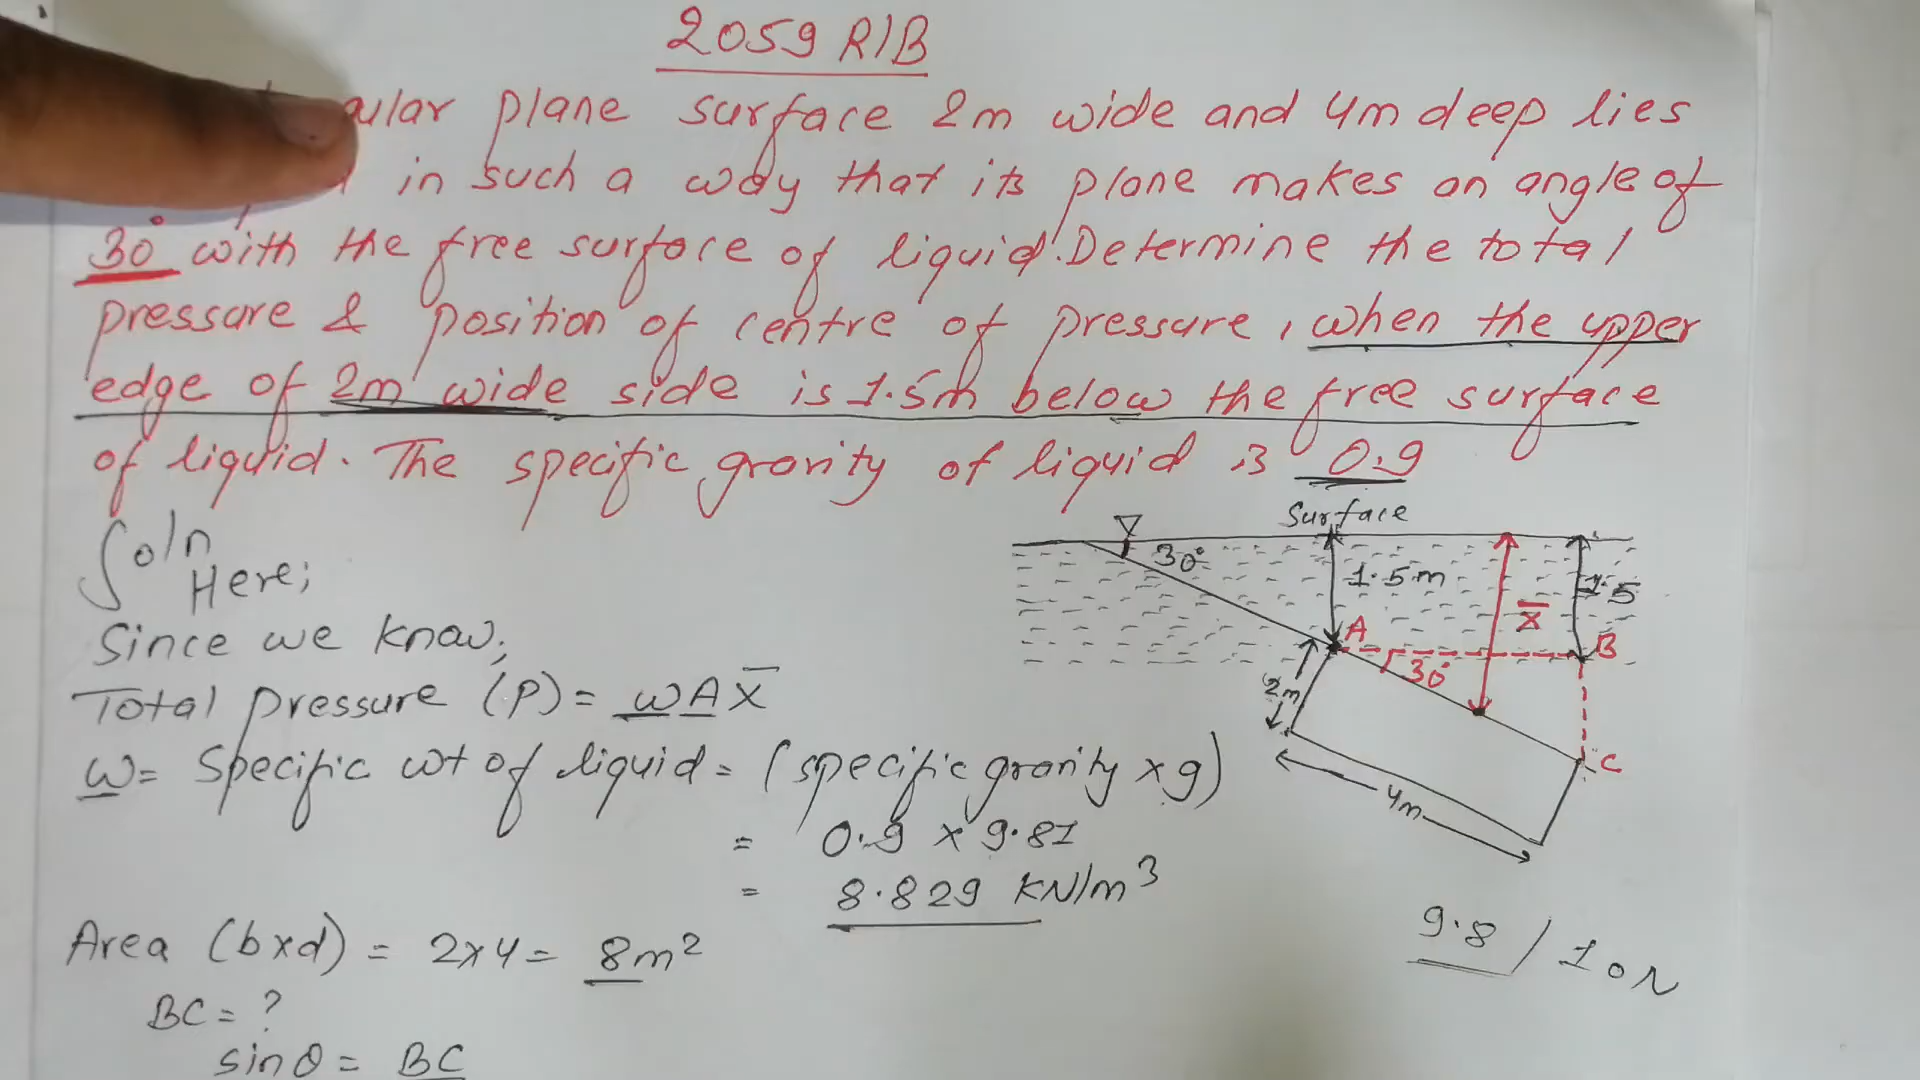 2059 R/B
ular plane surface 2m wide and 4m deep lies
in such a way that its plane makes an angle of
30° with the free surface of liquid. Determine the total
pressure & position of centre of pressure, when the upper
edge of 2m wide side is 1.5m below the free surface
of liquid. The specific gravity of liquid is 0.9
Soln
Here;
Since we know;
Total pressure (P) = ωAx̄
ω = Specific wt of liquid = (specific gravity × g)
= 0.9 × 9.81
= 8.829 KN/m³
Area (b×d) = 2×4 = 8m²
BC = ?
sinθ = BC
Surface
30°
1.5m
1.5
x̄
A
B
30°
2m
C
4m
9.8 / 10